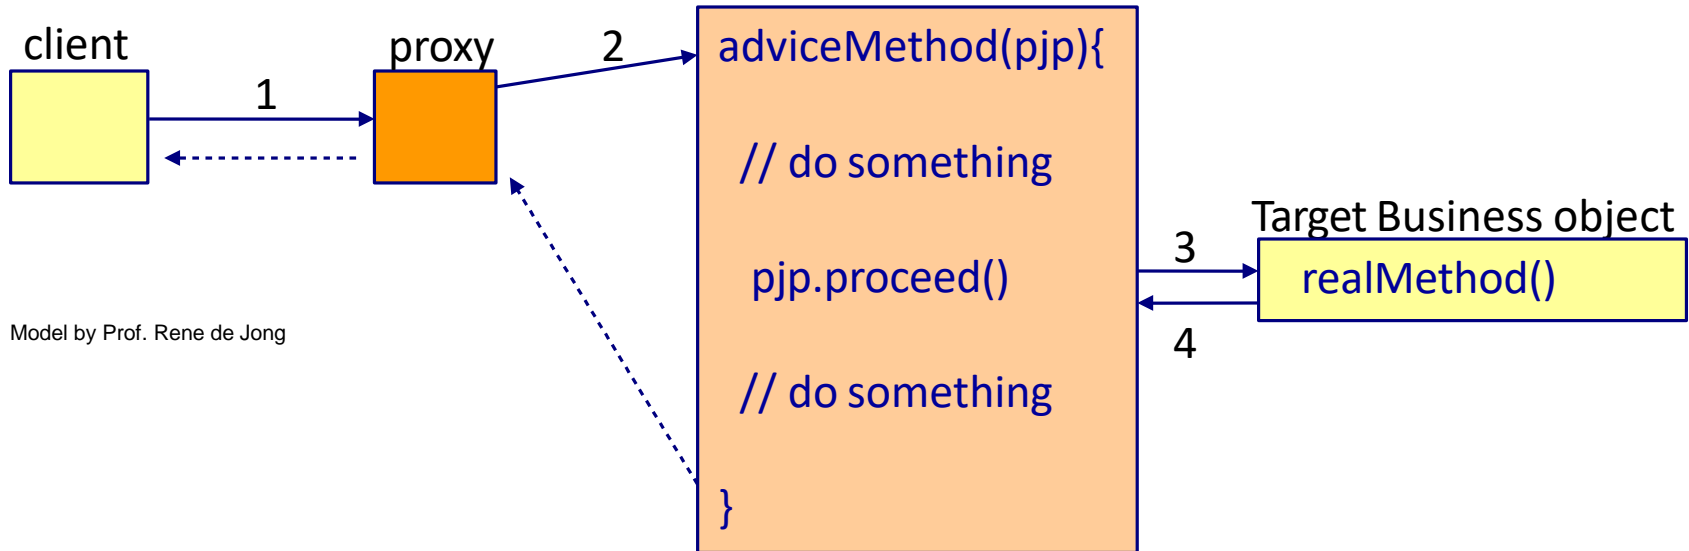 client
proxy
1
2
adviceMethod(pjp){
// do something
pjp.proceed()
// do something
}
3
4
Target Business object
realMethod()
Model by Prof. Rene de Jong